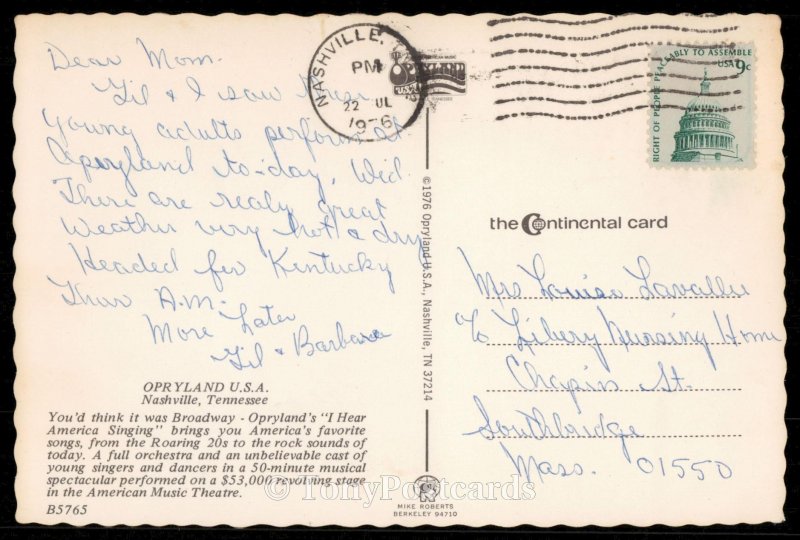 Dear Mom.
Gil & I saw these
young adults perform at
Opryland to-day, Wed.
There are realy great
Weather very hot & dry
Headed for Kentucky
Thur A.M.
More Later
Gil & Barbara
OPRYLAND U.S.A.
Nashville, Tennessee
You'd think it was Broadway - Opryland's "I Hear
America Singing" brings you America's favorite
songs, from the Roaring 20s to the rock sounds of
today. A full orchestra and an unbelievable cast of
young singers and dancers in a 50-minute musical
spectacular performed on a $53,000 revolving stage
in the American Music Theatre.
B5765
NASHVILLE,
PM
22 UL
1976
OPRYLAND
U.S.A.
©1976 Opryland U.S.A., Nashville, TN 37214
MIKE ROBERTS
BERKELEY 94710
RIGHT OF PEOPLE PEACEABLY TO ASSEMBLE
USA 9c
the Continental card
Mrs Louise Lavallee
c/o Libery Nursing Home
Chapin St.
Southbridge
Mass. 01550
© TonyPostcards